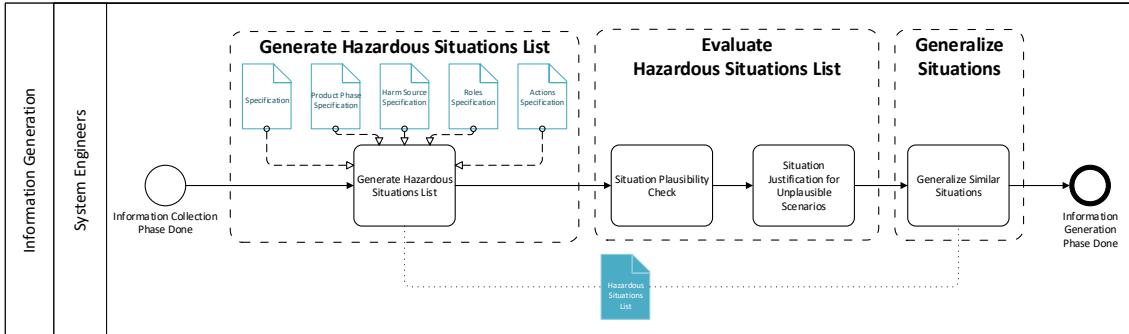 Information Generation
System Engineers
Generate Hazardous Situations List
Evaluate
Hazardous Situations List
Generalize
Situations
Specification
Product Phase
Specification
Harm Source
Specification
Roles
Specification
Actions
Specification
Information Collection
Phase Done
Generate Hazardous
Situations List
Situation Plausibility
Check
Situation
Justification for
Unplausible
Scenarios
Generalize Similar
Situations
Information
Generation
Phase Done
Hazardous
Situations
List